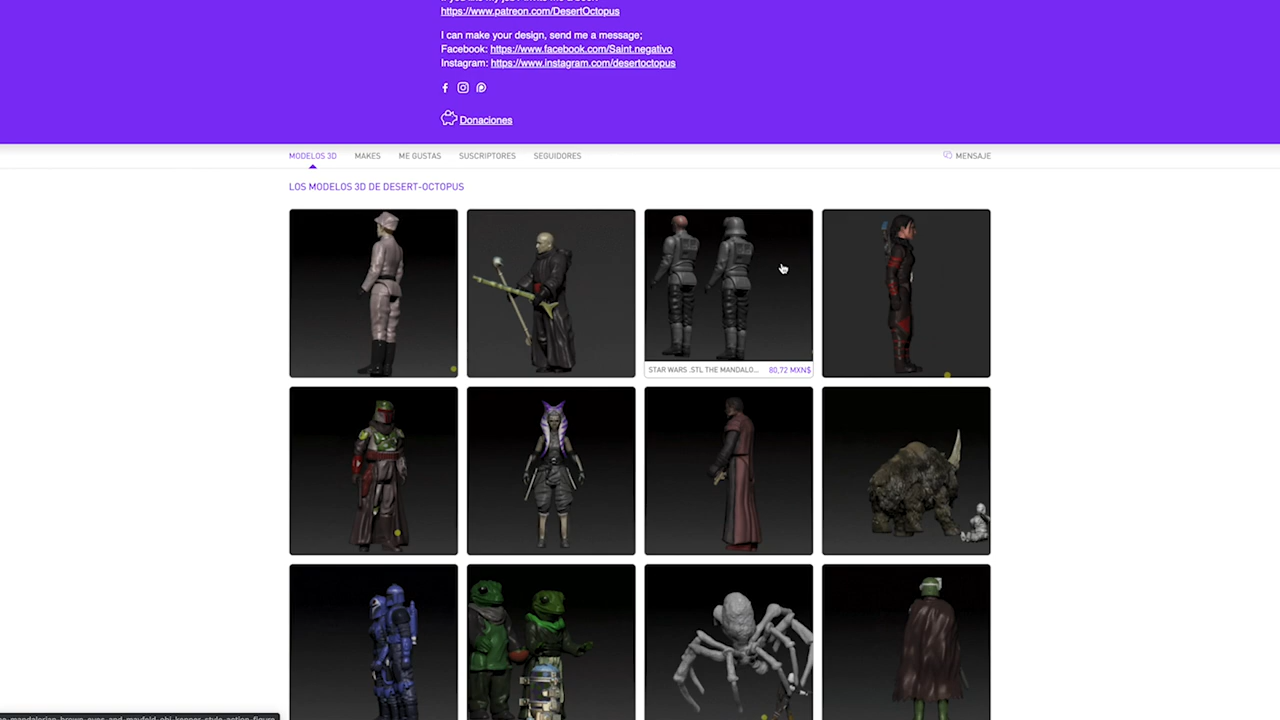 https://www.patreon.com/DesertOctopus
I can make your design, send me a message;
Facebook: https://www.facebook.com/Saint.negativo
Instagram: https://www.instagram.com/desertoctopus
Donaciones
MODELOS 3D MAKES ME GUSTAS SUSCRIPTORES SEGUIDORES MENSAJE
LOS MODELOS 3D DE DESERT-OCTOPUS
STAR WARS .STL THE MANDALO... 80,72 MXN$